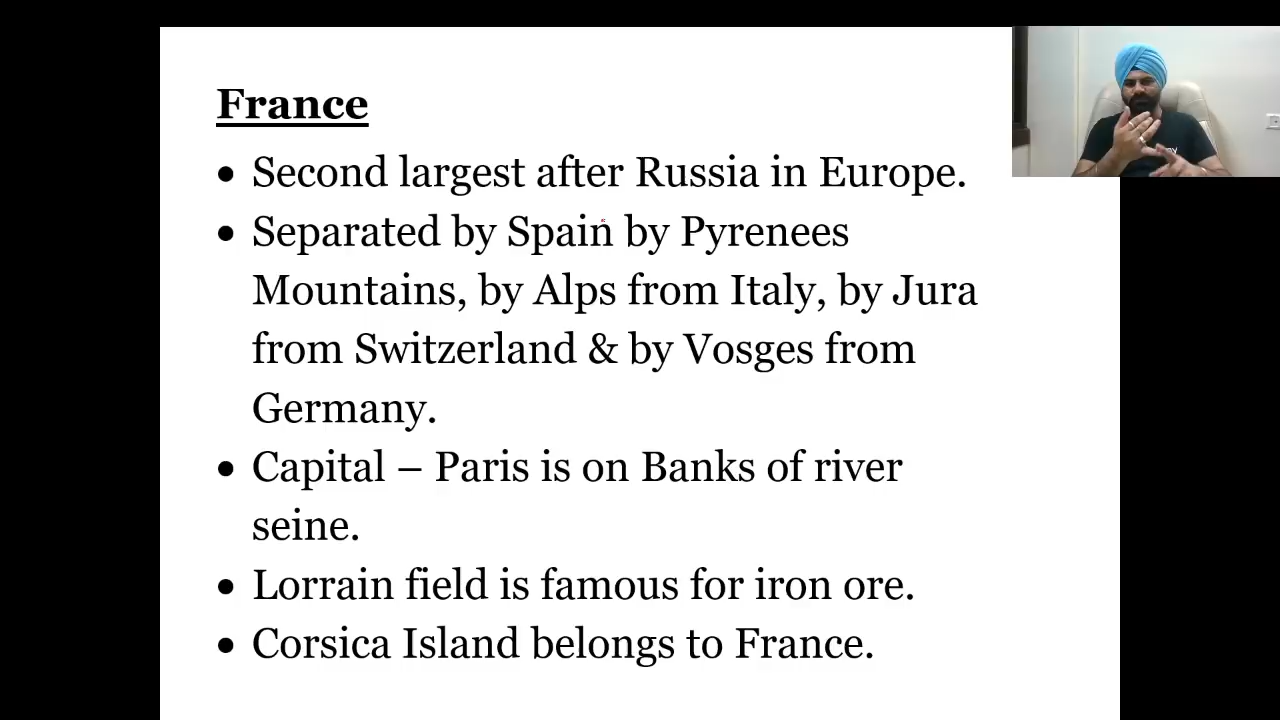 France
• Second largest after Russia in Europe.
• Separated by Spain by Pyrenees
Mountains, by Alps from Italy, by Jura
from Switzerland & by Vosges from
Germany.
• Capital – Paris is on Banks of river
seine.
• Lorrain field is famous for iron ore.
• Corsica Island belongs to France.